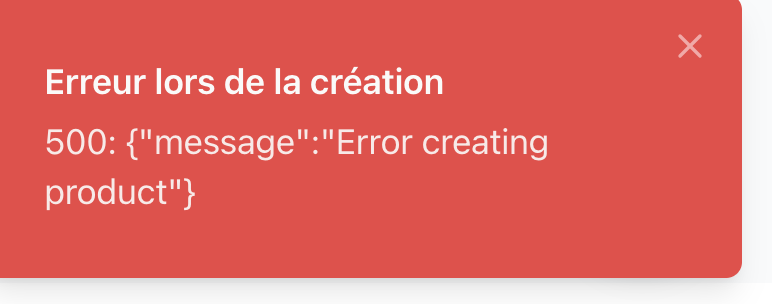 Erreur lors de la création
500: {"message":"Error creating
product"}